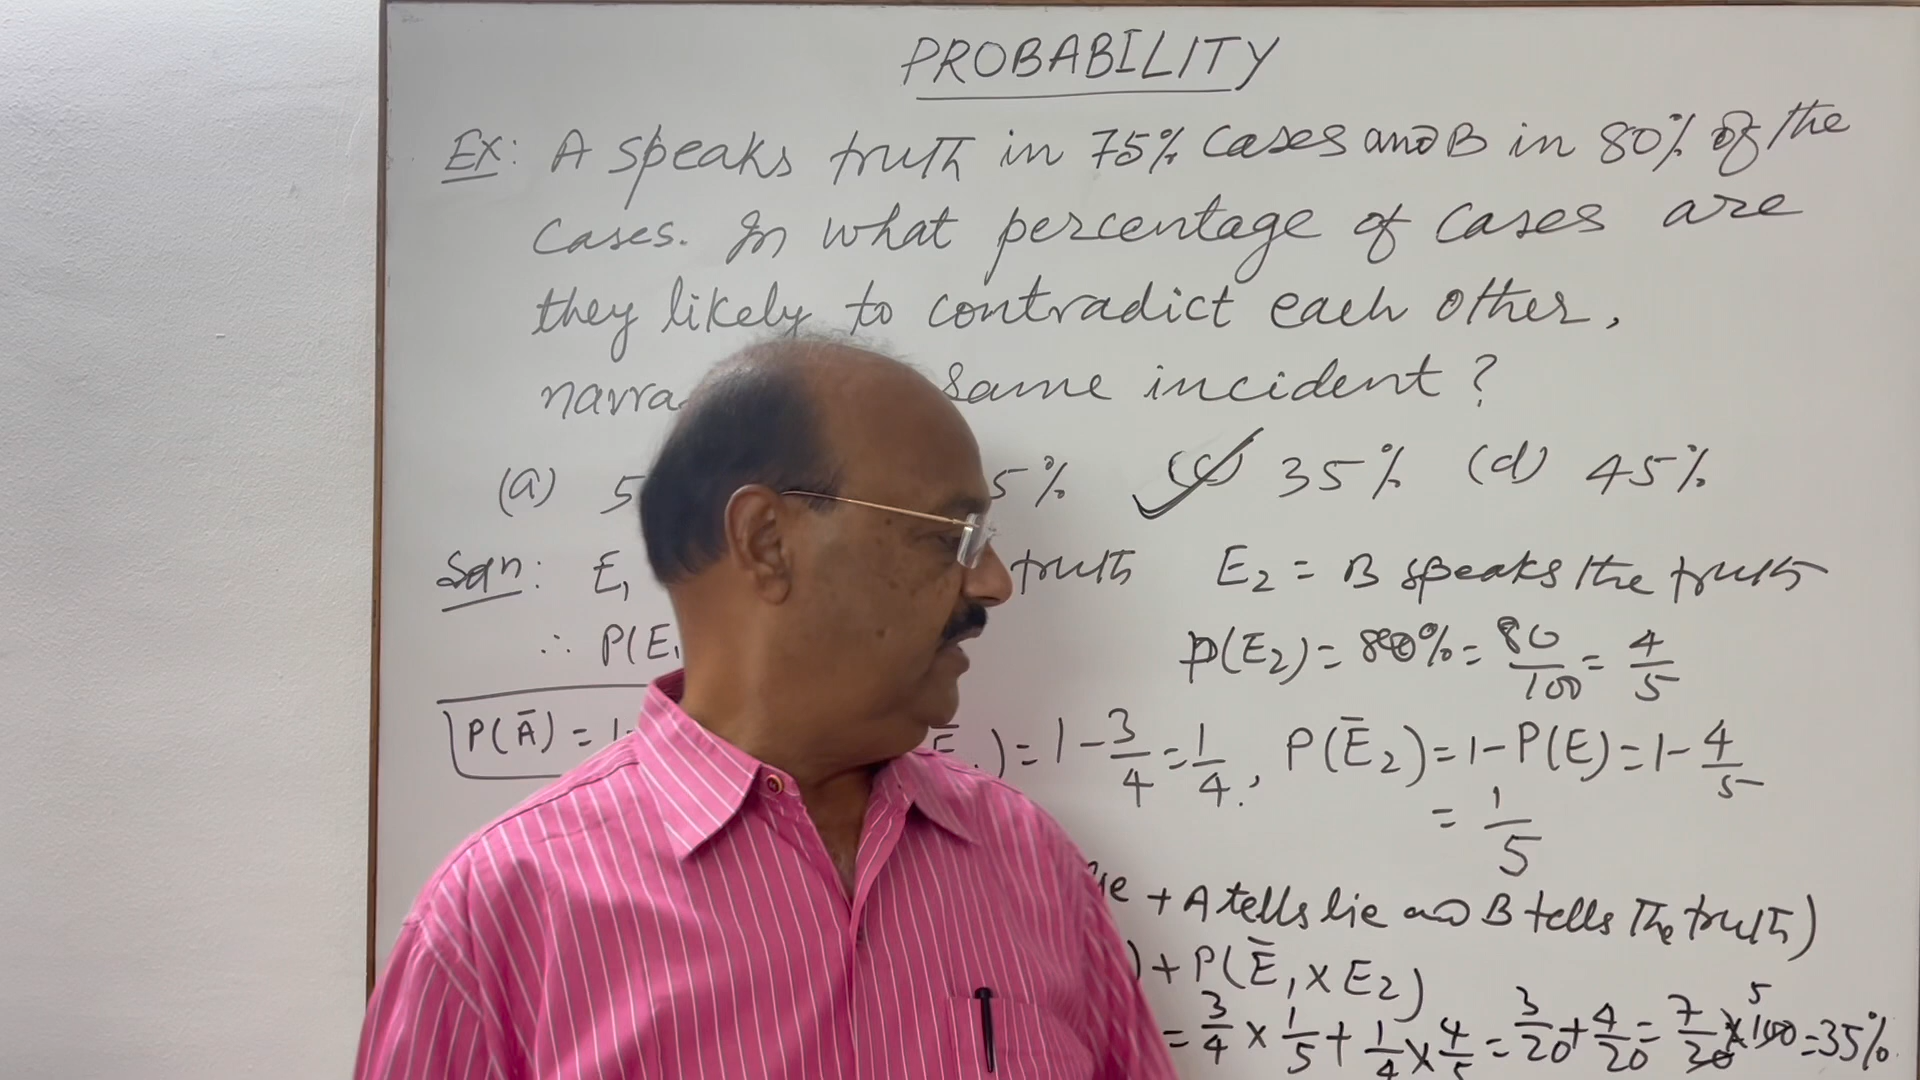 PROBABILITY
Ex: A speaks truth in 75% cases and B in 80% of the
cases. In what percentage of cases are
they likely to contradict each other,
narra same incident?
(a) 5 5% (c) 35% (d) 45%
Soln: E₁ truth E₂ = B speaks the truth
∴ P(E₁ P(E₂) = 80% = 80/100 = 4/5
P(Ā) = 1- ) = 1 - 3/4 = 1/4, P(Ē₂) = 1 - P(E) = 1 - 4/5
= 1/5
lie + A tells lie and B tells the truth)
) + P(Ē₁ × E₂)
= 3/4 × 1/5 + 1/4 × 4/5 = 3/20 + 4/20 = 7/20 × 100 5 = 35%